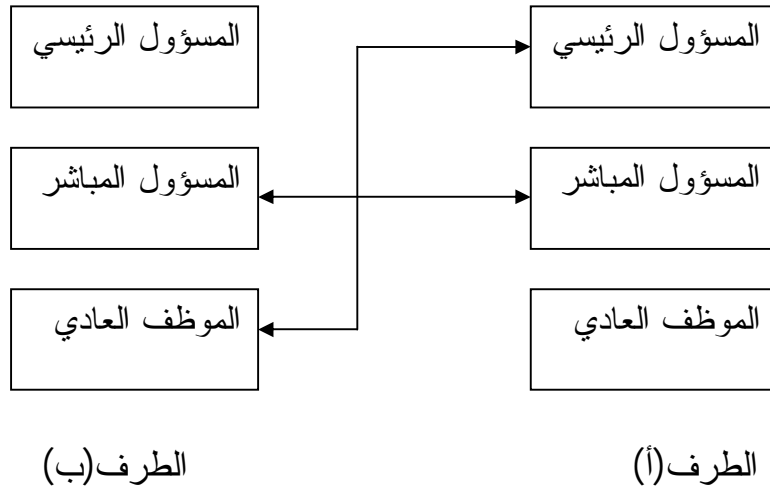 المسؤول الرئيسي
المسؤول الرئيسي
المسؤول المباشر
المسؤول المباشر
الموظف العادي
الموظف العادي
الطرف(أ)
الطرف(ب)